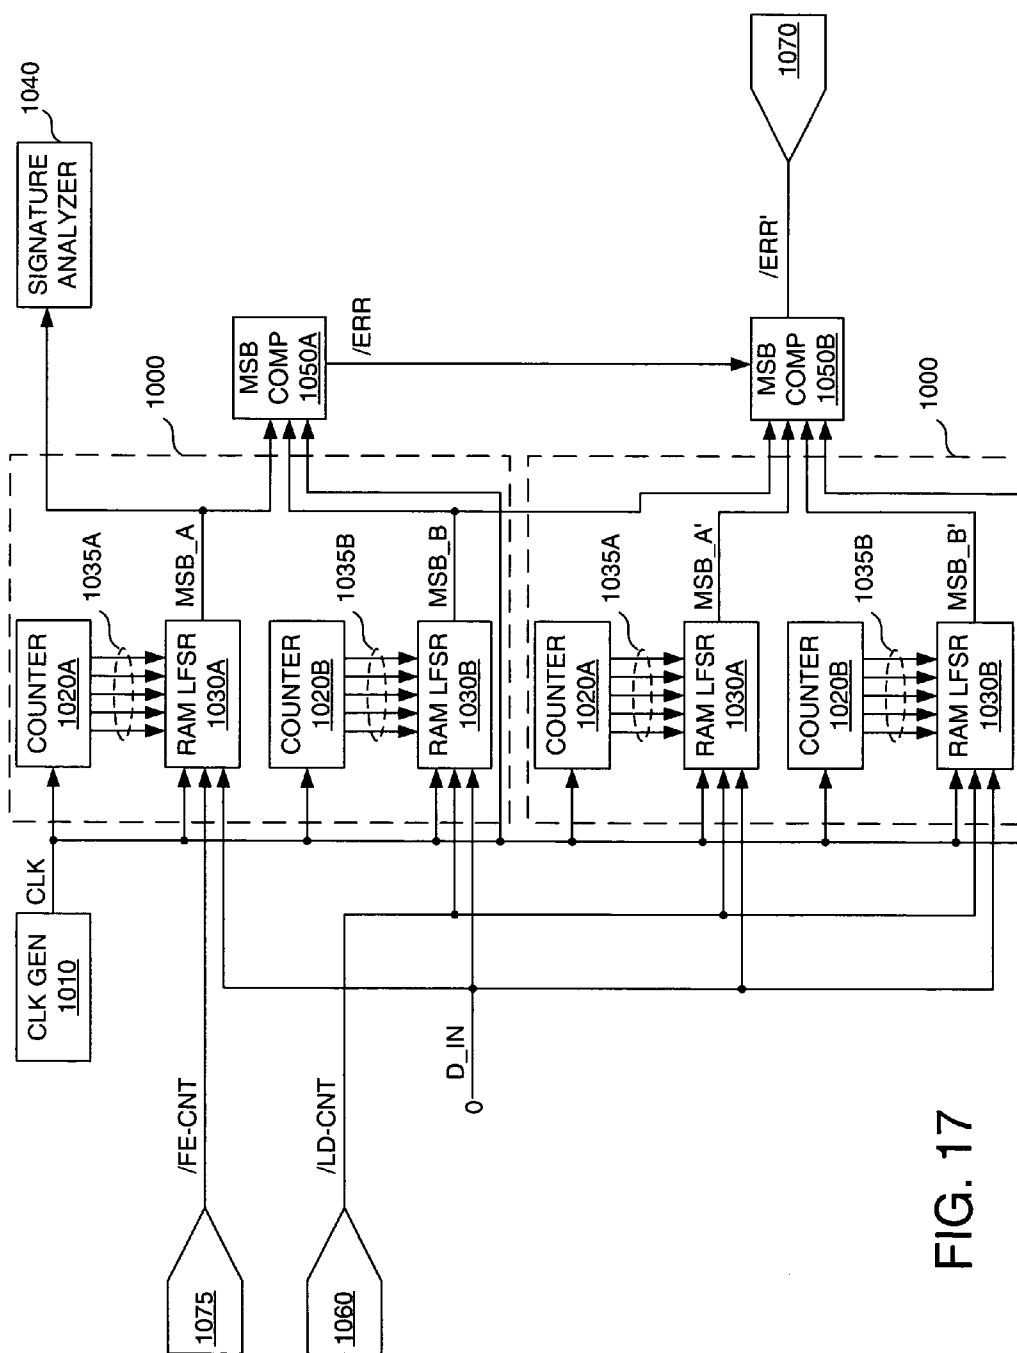 CLK GEN
1010
CLK
/FE-CNT
1075
/LD-CNT
1060
D_IN
0
COUNTER
1020A
1035A
RAM LFSR
1030A
MSB_A
COUNTER
1020B
1035B
RAM LFSR
1030B
MSB_B
1000
SIGNATURE
ANALYZER
1040
MSB
COMP
1050A
/ERR
COUNTER
1020A
1035A
RAM LFSR
1030A
MSB_A'
COUNTER
1020B
1035B
RAM LFSR
1030B
MSB_B'
1000
MSB
COMP
1050B
/ERR'
1070
FIG. 17